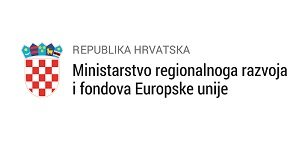 REPUBLIKA HRVATSKA
Ministarstvo regionalnoga razvoja
i fondova Europske unije